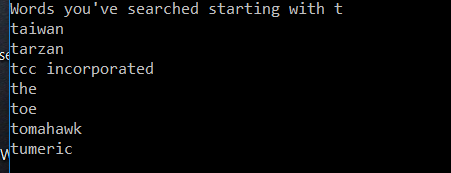 Words you've searched starting with t
taiwan
tarzan
tcc incorporated
the
toe
tomahawk
tumeric